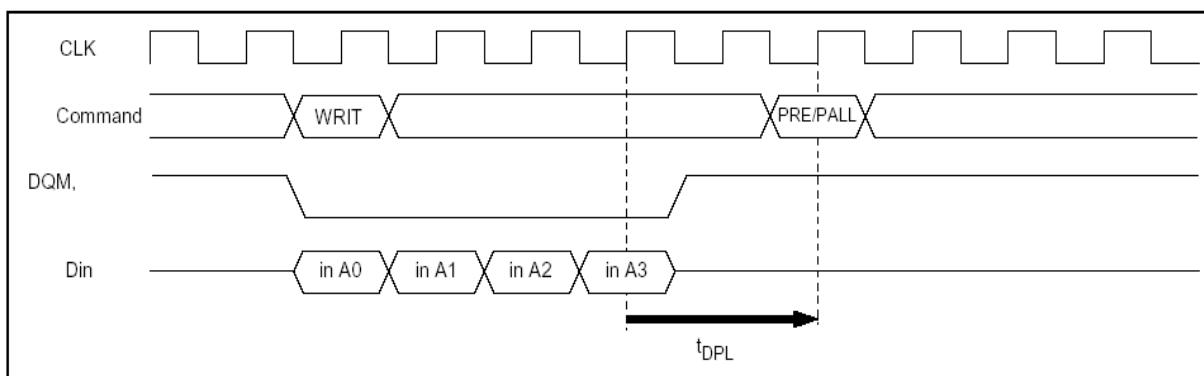 CLK
Command WRIT PRE/PALL
DQM,
Din in A0 in A1 in A2 in A3
tDPL